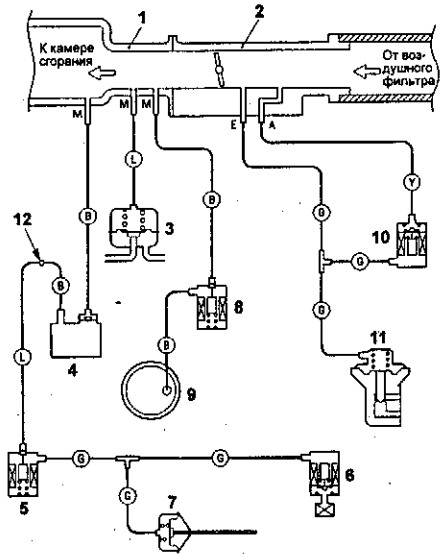 1
2
К камере
сгорания
От воз-
душного
фильтра
M
M
M
E
A
L
B
B
G
Y
3
10
12
B
B
8
G
G
L
4
B
9
11
G
G
G
5
6
7